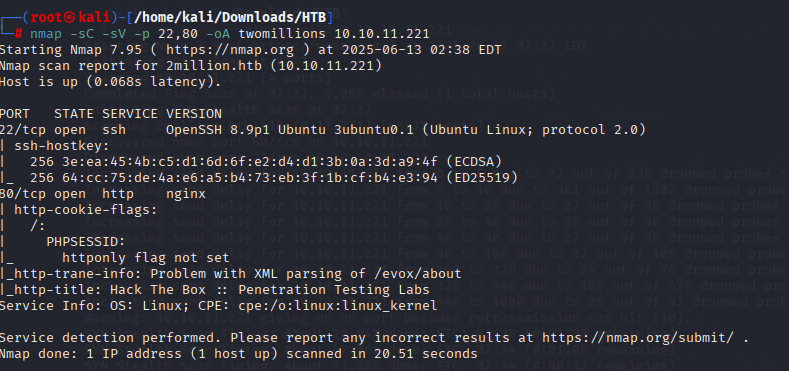 ┌──(root㉿kali)-[/home/kali/Downloads/HTB]
└─# nmap -sC -sV -p 22,80 -oA twomillions 10.10.11.221
Starting Nmap 7.95 ( https://nmap.org ) at 2025-06-13 02:38 EDT
Nmap scan report for 2million.htb (10.10.11.221)
Host is up (0.068s latency).

PORT   STATE SERVICE VERSION
22/tcp open  ssh     OpenSSH 8.9p1 Ubuntu 3ubuntu0.1 (Ubuntu Linux; protocol 2.0)
| ssh-hostkey:
|   256 3e:ea:45:4b:c5:d1:6d:6f:e2:d4:d1:3b:0a:3d:a9:4f (ECDSA)
|_  256 64:cc:75:de:4a:e6:a5:b4:73:eb:3f:1b:cf:b4:e3:94 (ED25519)
80/tcp open  http    nginx
| http-cookie-flags:
|   /:
|     PHPSESSID:
|_      httponly flag not set
|_http-trane-info: Problem with XML parsing of /evox/about
|_http-title: Hack The Box :: Penetration Testing Labs
Service Info: OS: Linux; CPE: cpe:/o:linux:linux_kernel

Service detection performed. Please report any incorrect results at https://nmap.org/submit/ .
Nmap done: 1 IP address (1 host up) scanned in 20.51 seconds